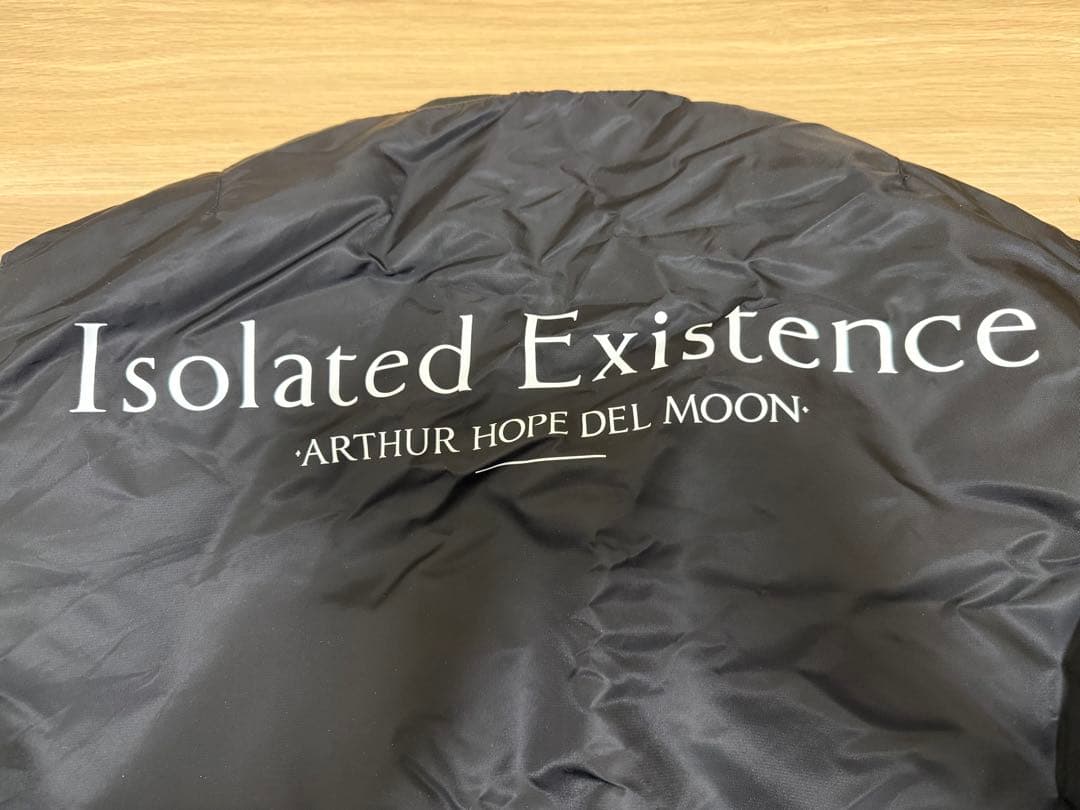 Isolated Existence
·ARTHUR HOPE DEL MOON·